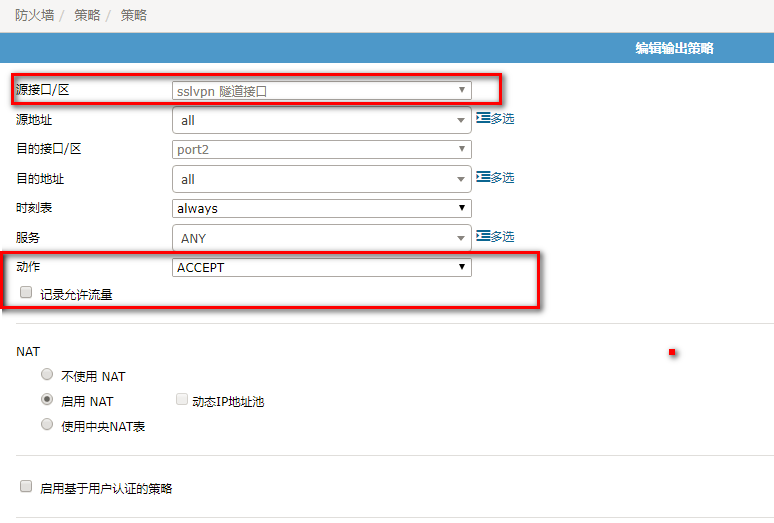 防火墙 / 策略 / 策略
编辑输出策略
源接口/区 sslvpn 隧道接口
源地址 all 多选
目的接口/区 port2
目的地址 all 多选
时刻表 always
服务 ANY 多选
动作 ACCEPT
记录允许流量
NAT
不使用 NAT
启用 NAT 动态IP地址池
使用中央NAT表
启用基于用户认证的策略